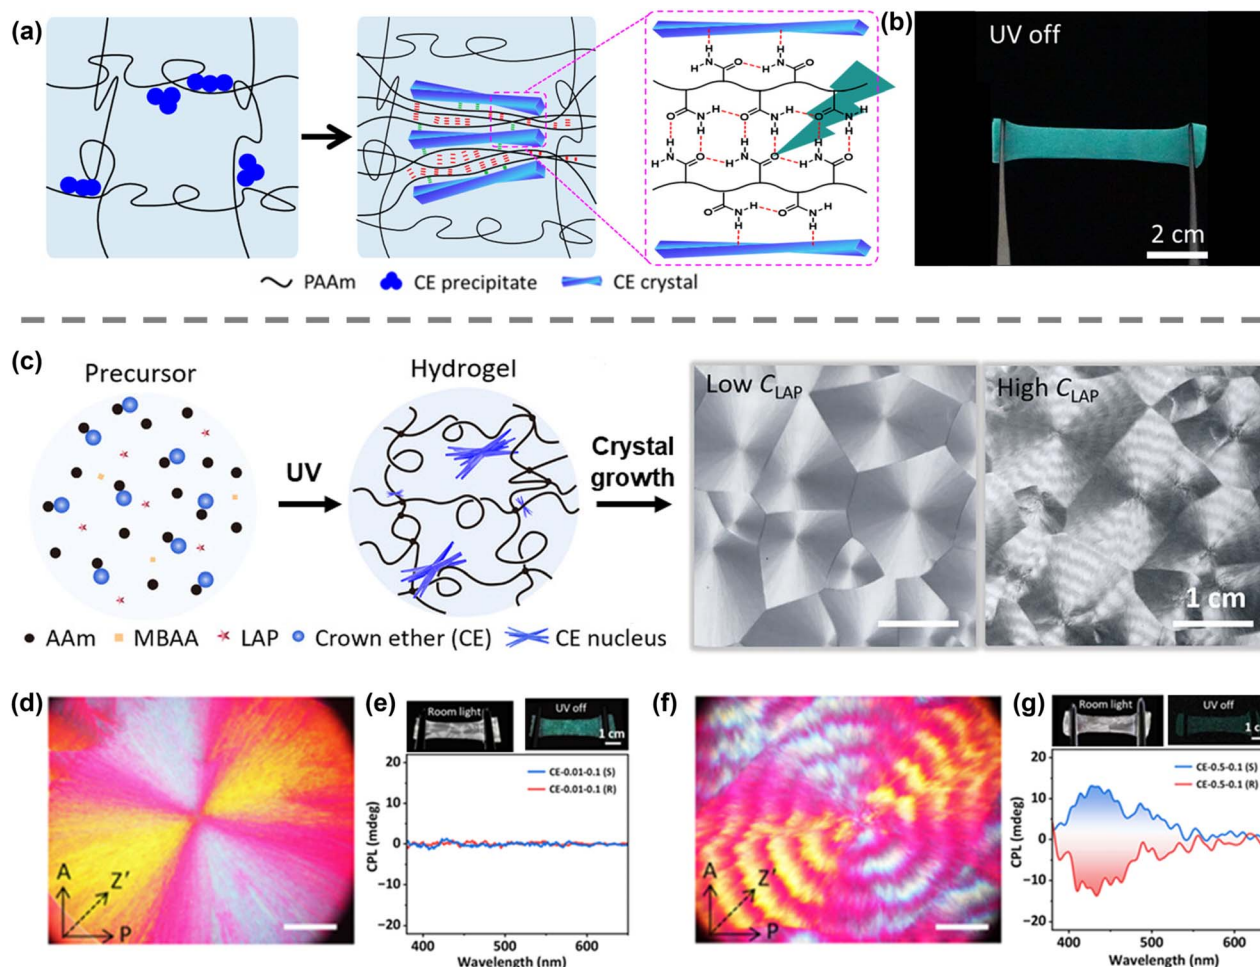 (a)
H
H
N
H
O
H
N
O
O
N
H
H
O
N
H
H
O
N
H
H
H
H
N
O
H
H
N
O
H
H
N
O
O
N
H
H
O
N
H
H
PAAm
CE precipitate
CE crystal
(b)
UV off
2 cm
(c)
Precursor
UV
Hydrogel
Crystal
growth
Low CLAP
High CLAP
1 cm
AAm
MBAA
LAP
Crown ether (CE)
CE nucleus
(d)
A
Z'
P
(e)
Room light
UV off
1 cm
CE-0.01-0.1 (S)
CE-0.01-0.1 (R)
CPL (mdeg)
20
10
0
−10
−20
400
500
600
Wavelength (nm)
(f)
A
Z'
P
(g)
Room light
UV off
1 cm
CE-0.5-0.1 (S)
CE-0.5-0.1 (R)
CPL (mdeg)
20
10
0
−10
−20
400
500
600
Wavelength (nm)